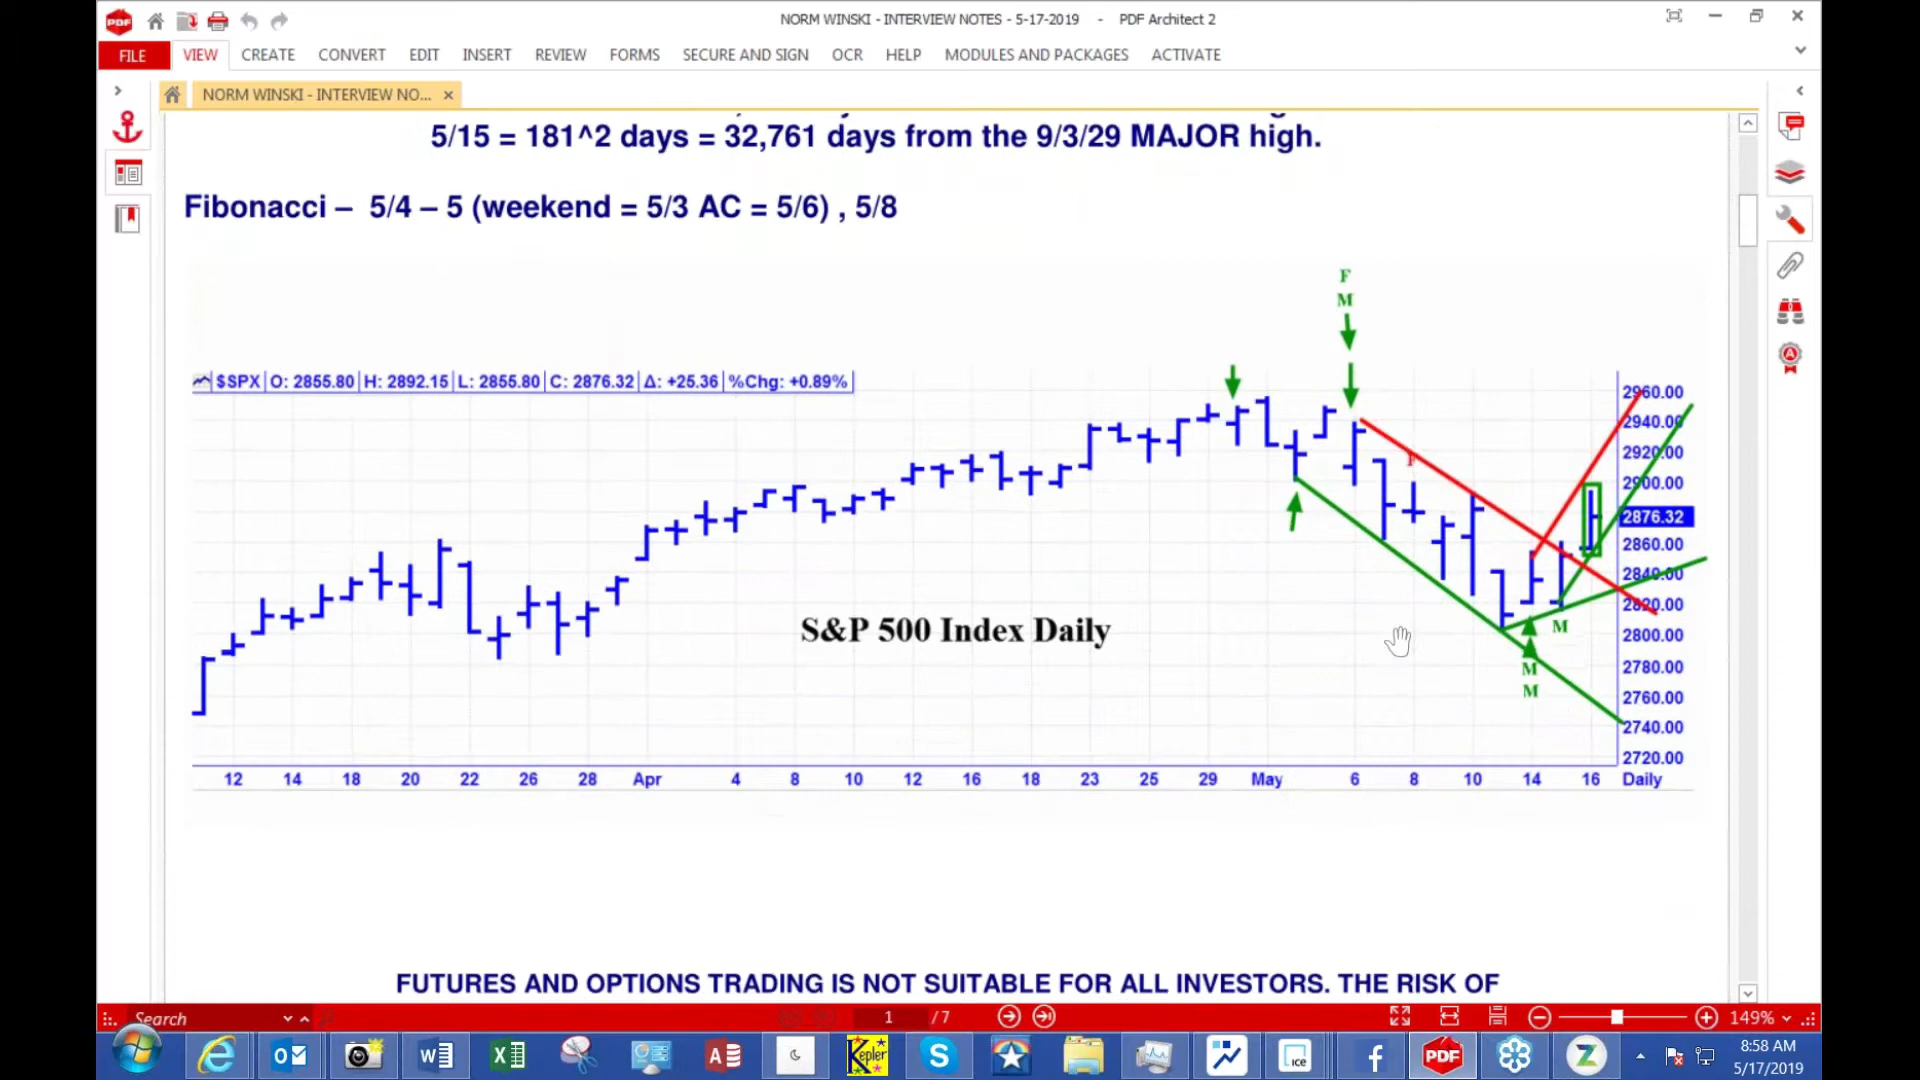 NORM WINSKI - INTERVIEW NOTES - 5-17-2019 - PDF Architect 2
FILE VIEW CREATE CONVERT EDIT INSERT REVIEW FORMS SECURE AND SIGN OCR HELP MODULES AND PACKAGES ACTIVATE
NORM WINSKI - INTERVIEW NO... ×
5/15 = 181^2 days = 32,761 days from the 9/3/29 MAJOR high.
Fibonacci – 5/4 – 5 (weekend = 5/3 AC = 5/6) , 5/8
F
M
$SPX O: 2855.80 H: 2892.15 L: 2855.80 C: 2876.32 Δ: +25.36 %Chg: +0.89%
2960.00
2940.00
2920.00
F
2900.00
2876.32
2860.00
2840.00
2820.00
M
S&P 500 Index Daily
2800.00
M
2780.00
M
2760.00
2740.00
2720.00
12 14 18 20 22 26 28 Apr 4 8 10 12 16 18 23 25 29 May 6 8 10 14 16 Daily
FUTURES AND OPTIONS TRADING IS NOT SUITABLE FOR ALL INVESTORS. THE RISK OF
Search 1 / 7 149%
Kepler ice PDF Z 8:58 AM
5/17/2019